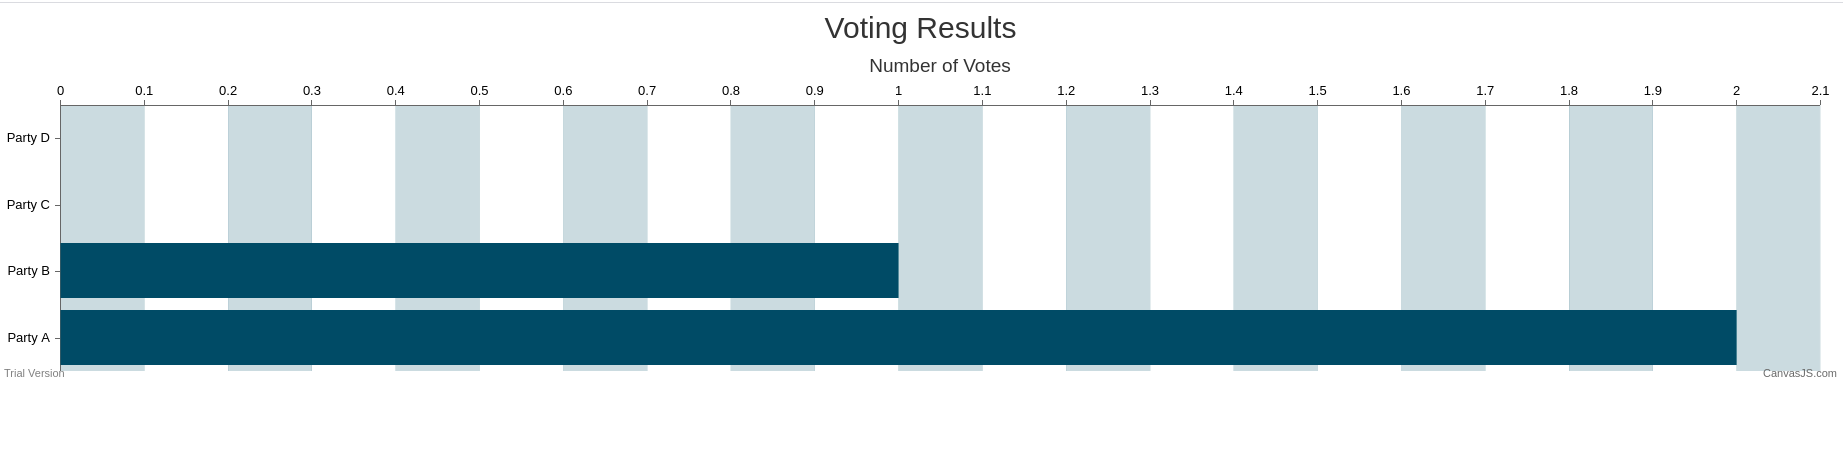 Voting Results
Number of Votes
0 0.1 0.2 0.3 0.4 0.5 0.6 0.7 0.8 0.9 1 1.1 1.2 1.3 1.4 1.5 1.6 1.7 1.8 1.9 2 2.1
Party D
Party C
Party B
Party A
Trial Version
CanvasJS.com